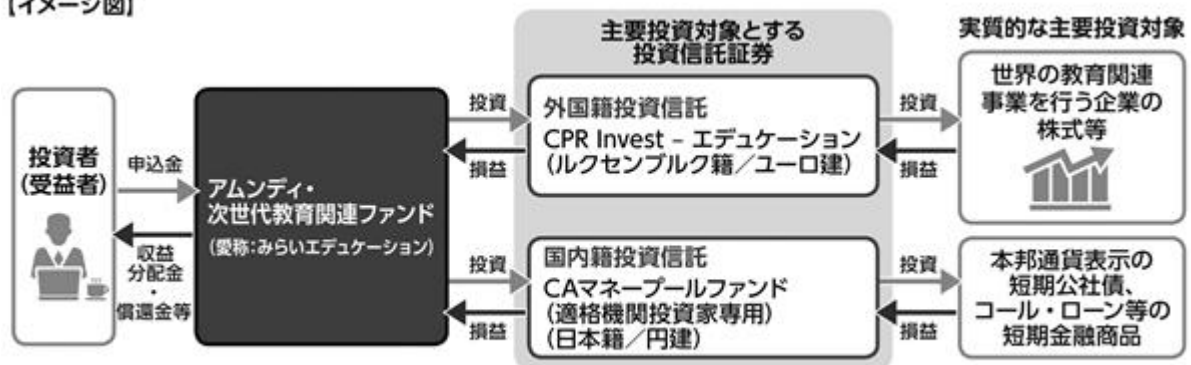 【イメージ図】
主要投資対象とする
投資信託証券
実質的な主要投資対象
投資者
(受益者)
申込金
収益
分配金
・
償還金等
アムンディ・
次世代教育関連ファンド
(愛称:みらいエデュケーション)
投資
損益
外国籍投資信託
CPR Invest – エデュケーション
(ルクセンブルク籍/ユーロ建)
投資
損益
世界の教育関連
事業を行う企業の
株式等
投資
損益
国内籍投資信託
CAマネープールファンド
(適格機関投資家専用)
(日本籍/円建)
投資
損益
本邦通貨表示の
短期公社債、
コール・ローン等の
短期金融商品